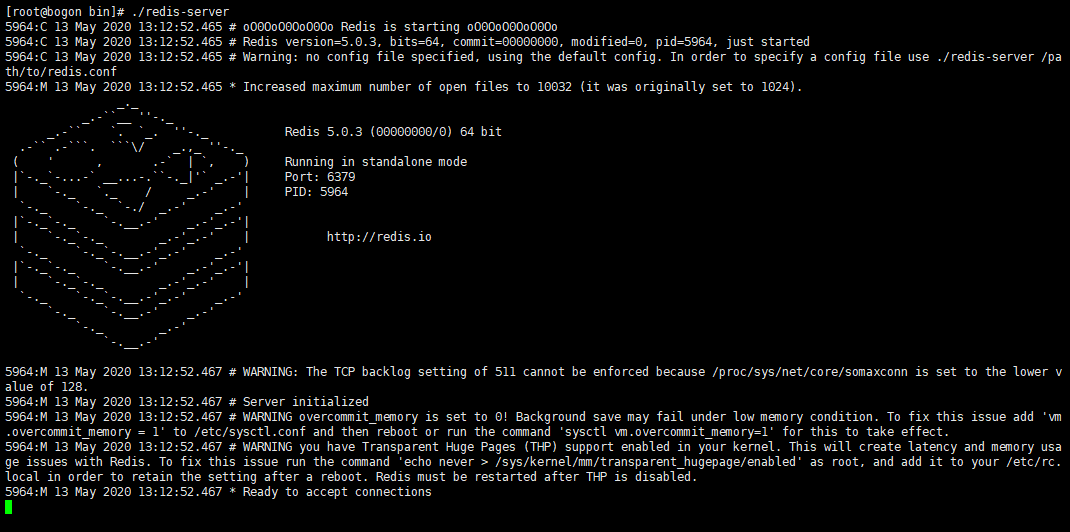 [root@bogon bin]# ./redis-server
5964:C 13 May 2020 13:12:52.465 # oO0OoO0OoO0Oo Redis is starting oO0OoO0OoO0Oo
5964:C 13 May 2020 13:12:52.465 # Redis version=5.0.3, bits=64, commit=00000000, modified=0, pid=5964, just started
5964:C 13 May 2020 13:12:52.465 # Warning: no config file specified, using the default config. In order to specify a config file use ./redis-server /pa
th/to/redis.conf
5964:M 13 May 2020 13:12:52.465 * Increased maximum number of open files to 10032 (it was originally set to 1024).
Redis 5.0.3 (00000000/0) 64 bit
Running in standalone mode
Port: 6379
PID: 5964
http://redis.io
5964:M 13 May 2020 13:12:52.467 # WARNING: The TCP backlog setting of 511 cannot be enforced because /proc/sys/net/core/somaxconn is set to the lower v
alue of 128.
5964:M 13 May 2020 13:12:52.467 # Server initialized
5964:M 13 May 2020 13:12:52.467 # WARNING overcommit_memory is set to 0! Background save may fail under low memory condition. To fix this issue add 'vm
.overcommit_memory = 1' to /etc/sysctl.conf and then reboot or run the command 'sysctl vm.overcommit_memory=1' for this to take effect.
5964:M 13 May 2020 13:12:52.467 # WARNING you have Transparent Huge Pages (THP) support enabled in your kernel. This will create latency and memory usa
ge issues with Redis. To fix this issue run the command 'echo never > /sys/kernel/mm/transparent_hugepage/enabled' as root, and add it to your /etc/rc.
local in order to retain the setting after a reboot. Redis must be restarted after THP is disabled.
5964:M 13 May 2020 13:12:52.467 * Ready to accept connections